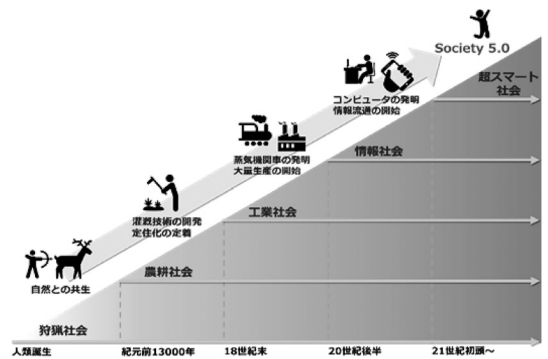 Society 5.0
超スマート
社会
コンピュータの発明
情報流通の開始
情報社会
蒸気機関車の発明
大量生産の開始
工業社会
灌漑技術の開発
定住化の定着
農耕社会
自然との共生
狩猟社会
人類誕生
紀元前13000年
18世紀末
20世紀後半
21世紀初頭～